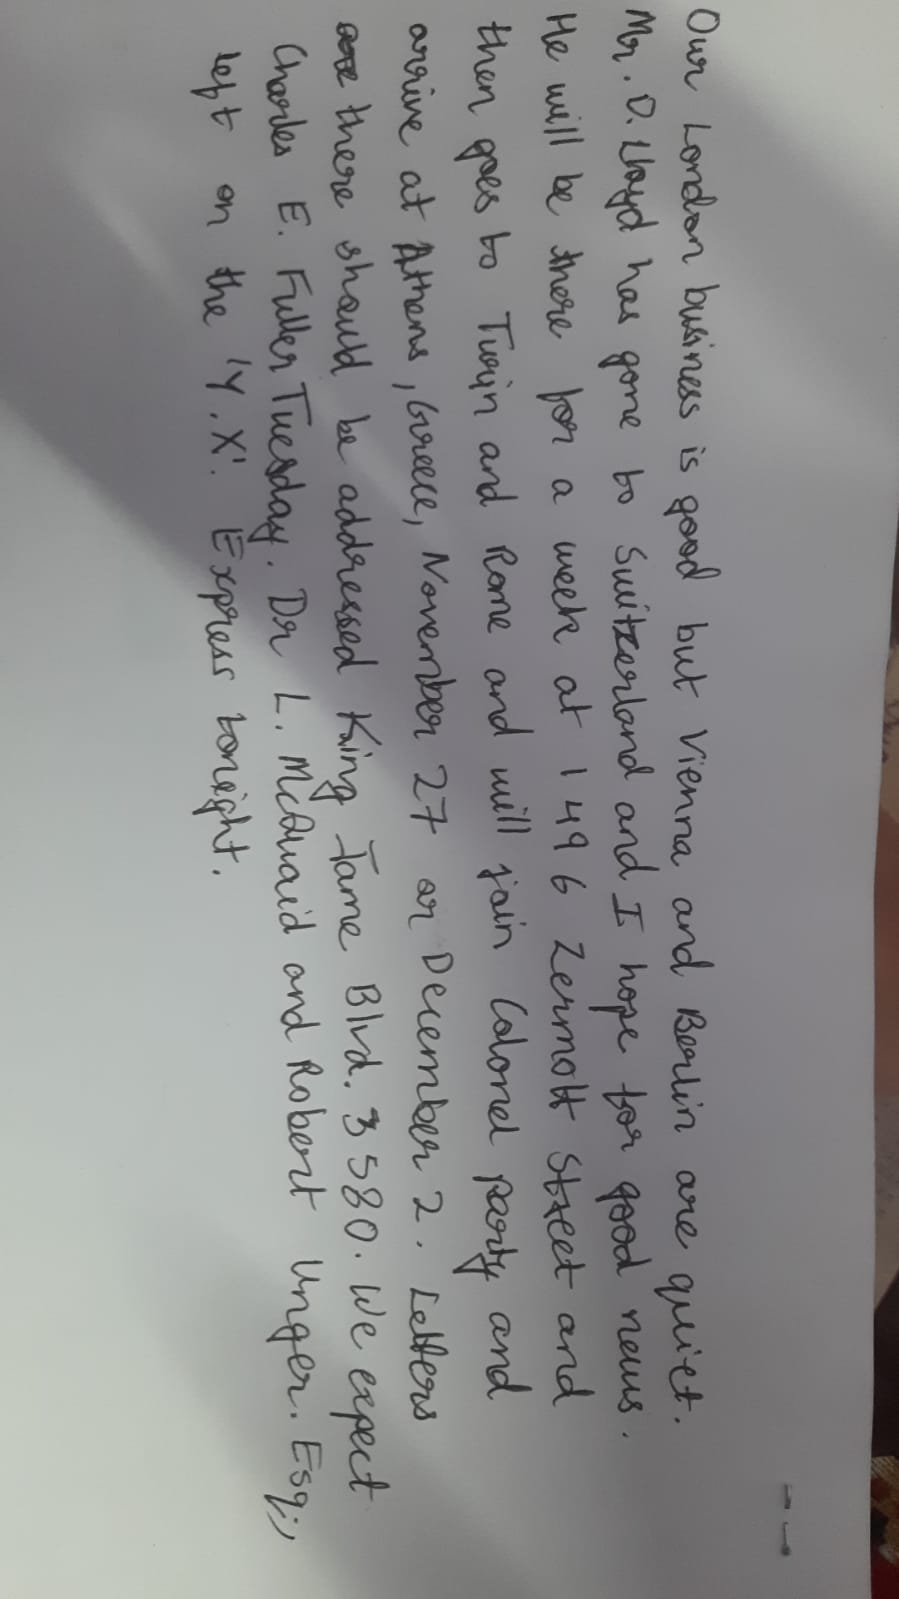 Our London business is good but Vienna and Berlin are quiet.
Mr. D. Lloyd has gone to Switzerland and I hope for good news.
He will be there for a week at 1496 Zermott Street and
then goes to Turin and Rome and will join Colonel party and
arrive at Athens, Greece, November 27 or December 2. Letters
there should be addressed King Jame Blvd. 3580. We expect
Charles E. Fuller Tuesday. Dr L. McQuaid and Robert Unger. Esq.,
left on the 'Y.X'. Express tonight.